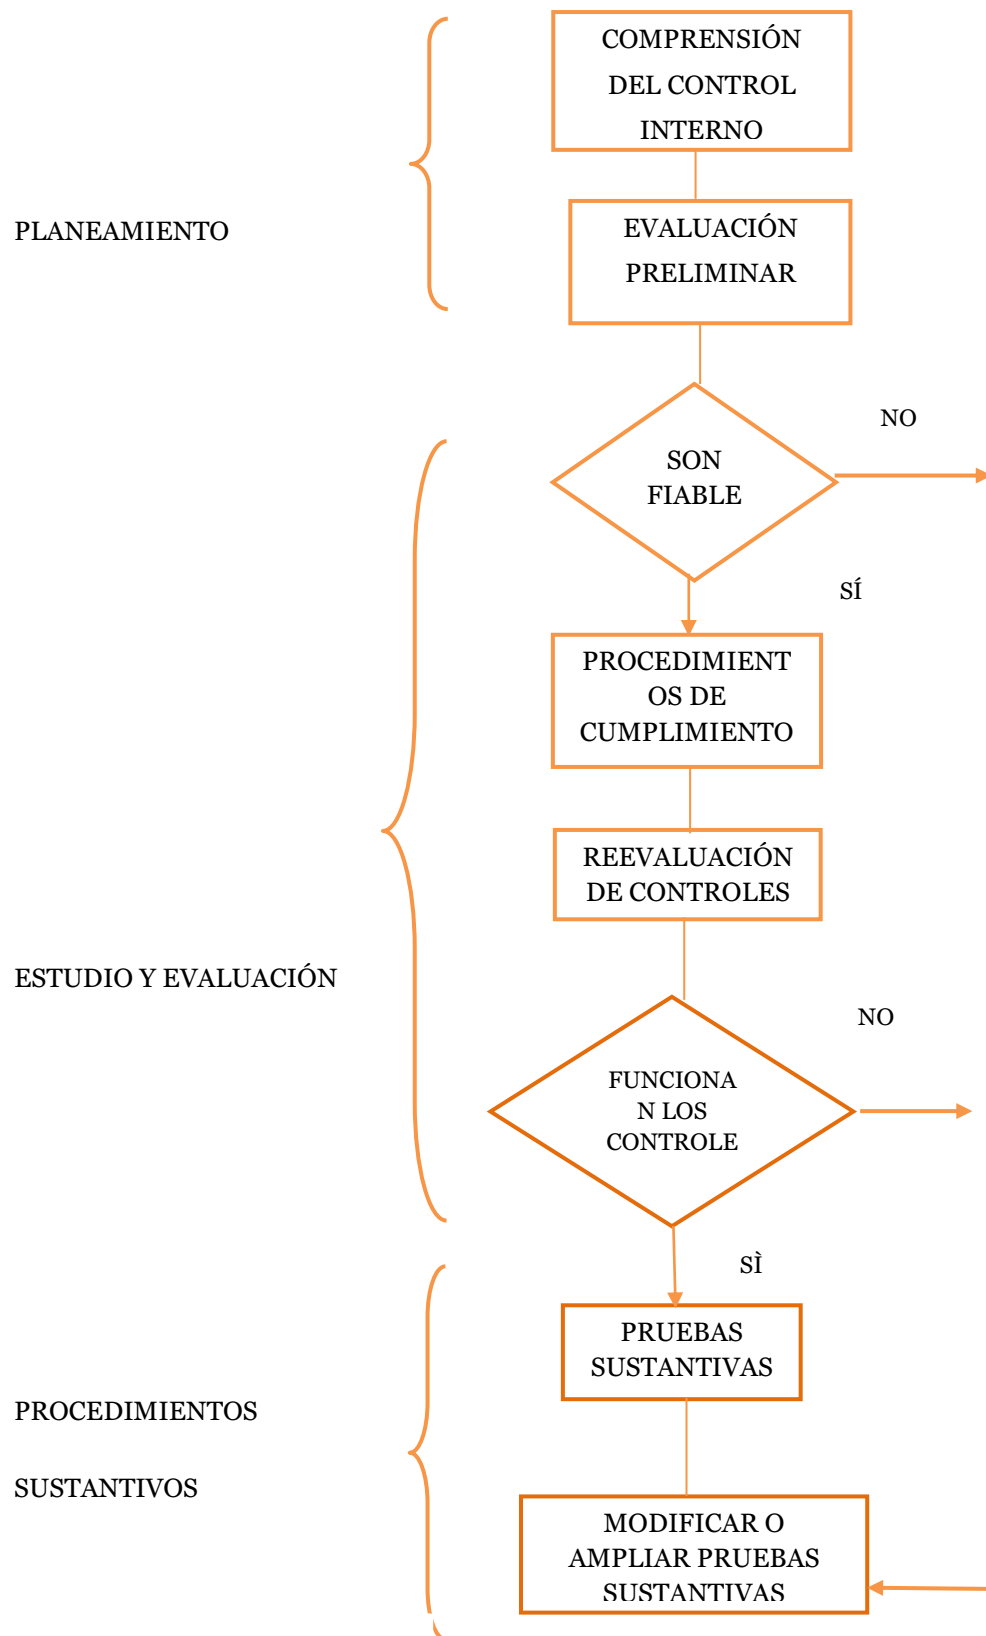 COMPRENSIÓN
DEL CONTROL
INTERNO
PLANEAMIENTO
EVALUACIÓN
PRELIMINAR
NO
SON
FIABLE
SÍ
PROCEDIMIENT
OS DE
CUMPLIMIENTO
REEVALUACIÓN
DE CONTROLES
ESTUDIO Y EVALUACIÓN
NO
FUNCIONA
N LOS
CONTROLE
SÌ
PRUEBAS
SUSTANTIVAS
PROCEDIMIENTOS
SUSTANTIVOS
MODIFICAR O
AMPLIAR PRUEBAS
SUSTANTIVAS